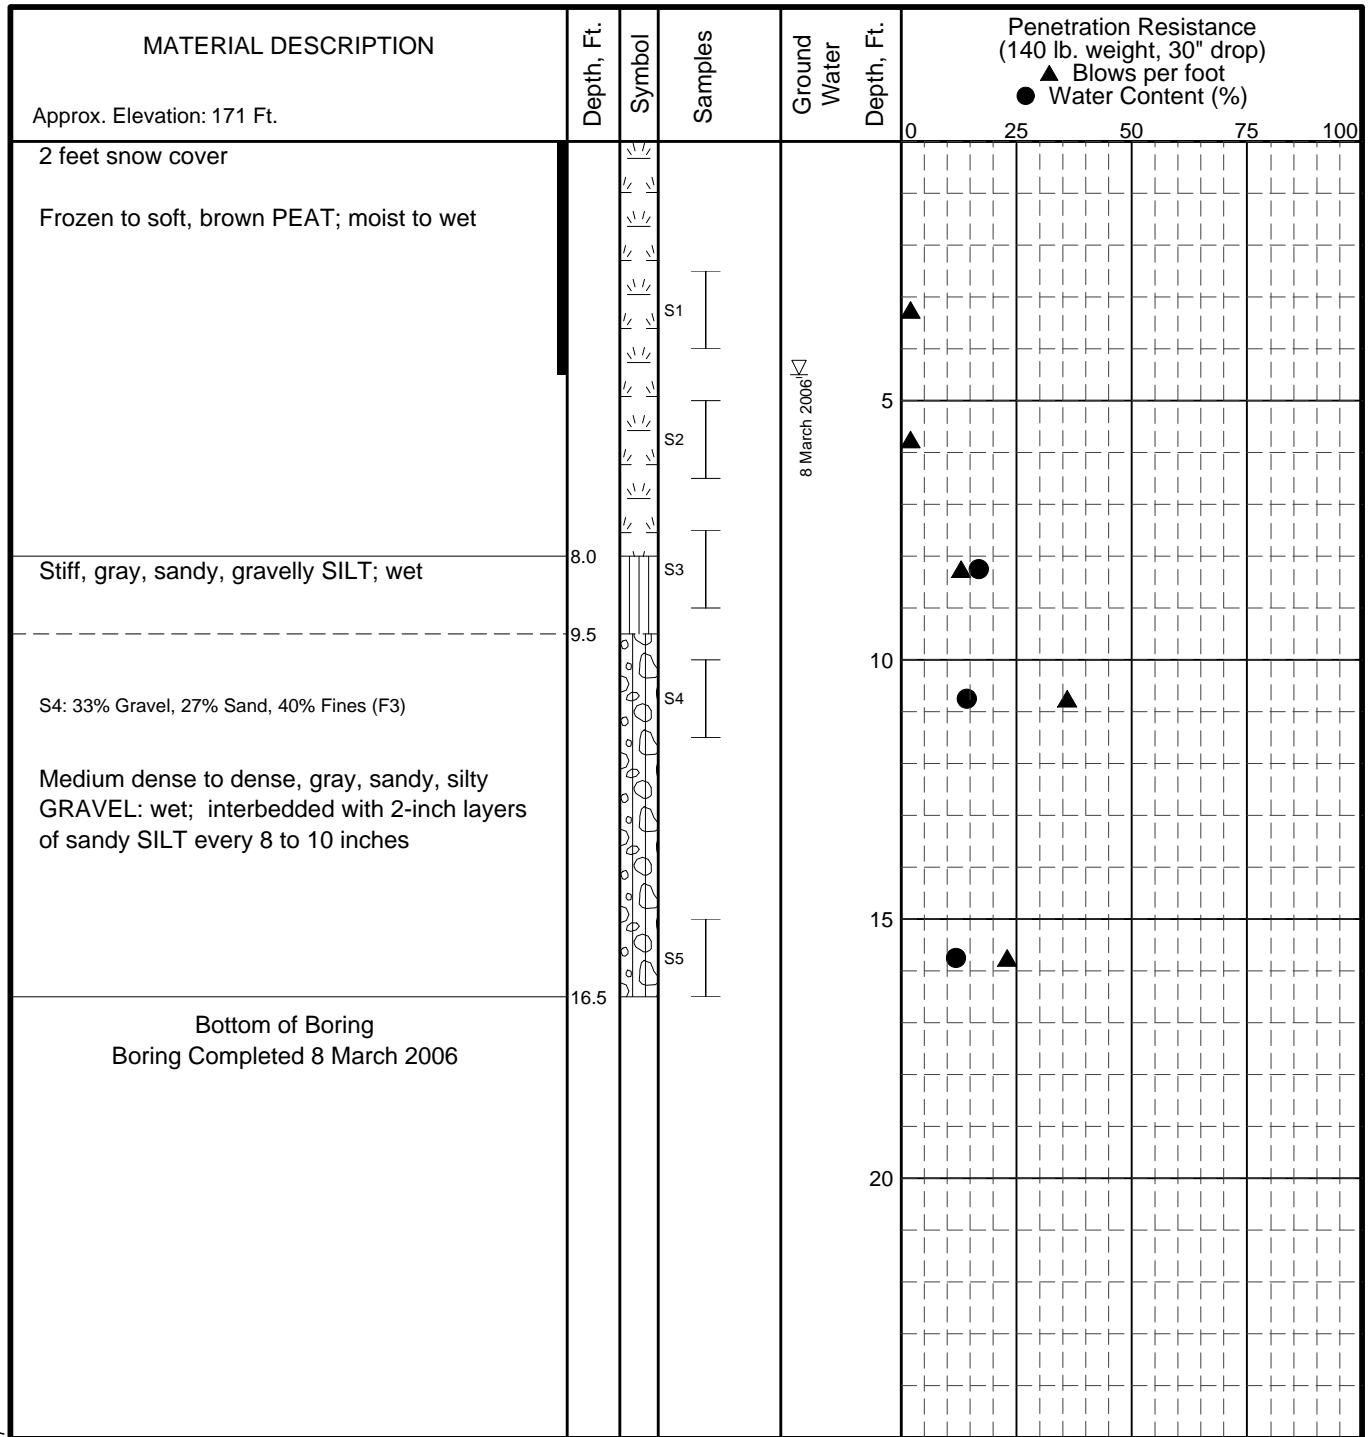 MATERIAL DESCRIPTION
Approx. Elevation: 171 Ft.
Depth, Ft.
Symbol
Samples
Ground
Water
Depth, Ft.
Penetration Resistance
(140 lb. weight, 30" drop)
▲ Blows per foot
● Water Content (%)
0 25 50 75 100
2 feet snow cover
Frozen to soft, brown PEAT; moist to wet
S1
8 March 2006
5
S2
8.0
Stiff, gray, sandy, gravelly SILT; wet
S3
9.5
10
S4: 33% Gravel, 27% Sand, 40% Fines (F3)
S4
Medium dense to dense, gray, sandy, silty
GRAVEL: wet; interbedded with 2-inch layers
of sandy SILT every 8 to 10 inches
15
S5
16.5
Bottom of Boring
Boring Completed 8 March 2006
20